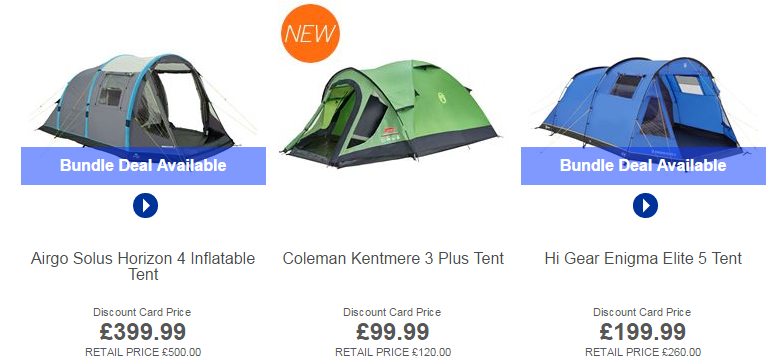 NEW
Bundle Deal Available
Bundle Deal Available
Airgo Solus Horizon 4 Inflatable
Tent
Coleman Kentmere 3 Plus Tent
Hi Gear Enigma Elite 5 Tent
Discount Card Price
£399.99
RETAIL PRICE £500.00
Discount Card Price
£99.99
RETAIL PRICE £120.00
Discount Card Price
£199.99
RETAIL PRICE £260.00